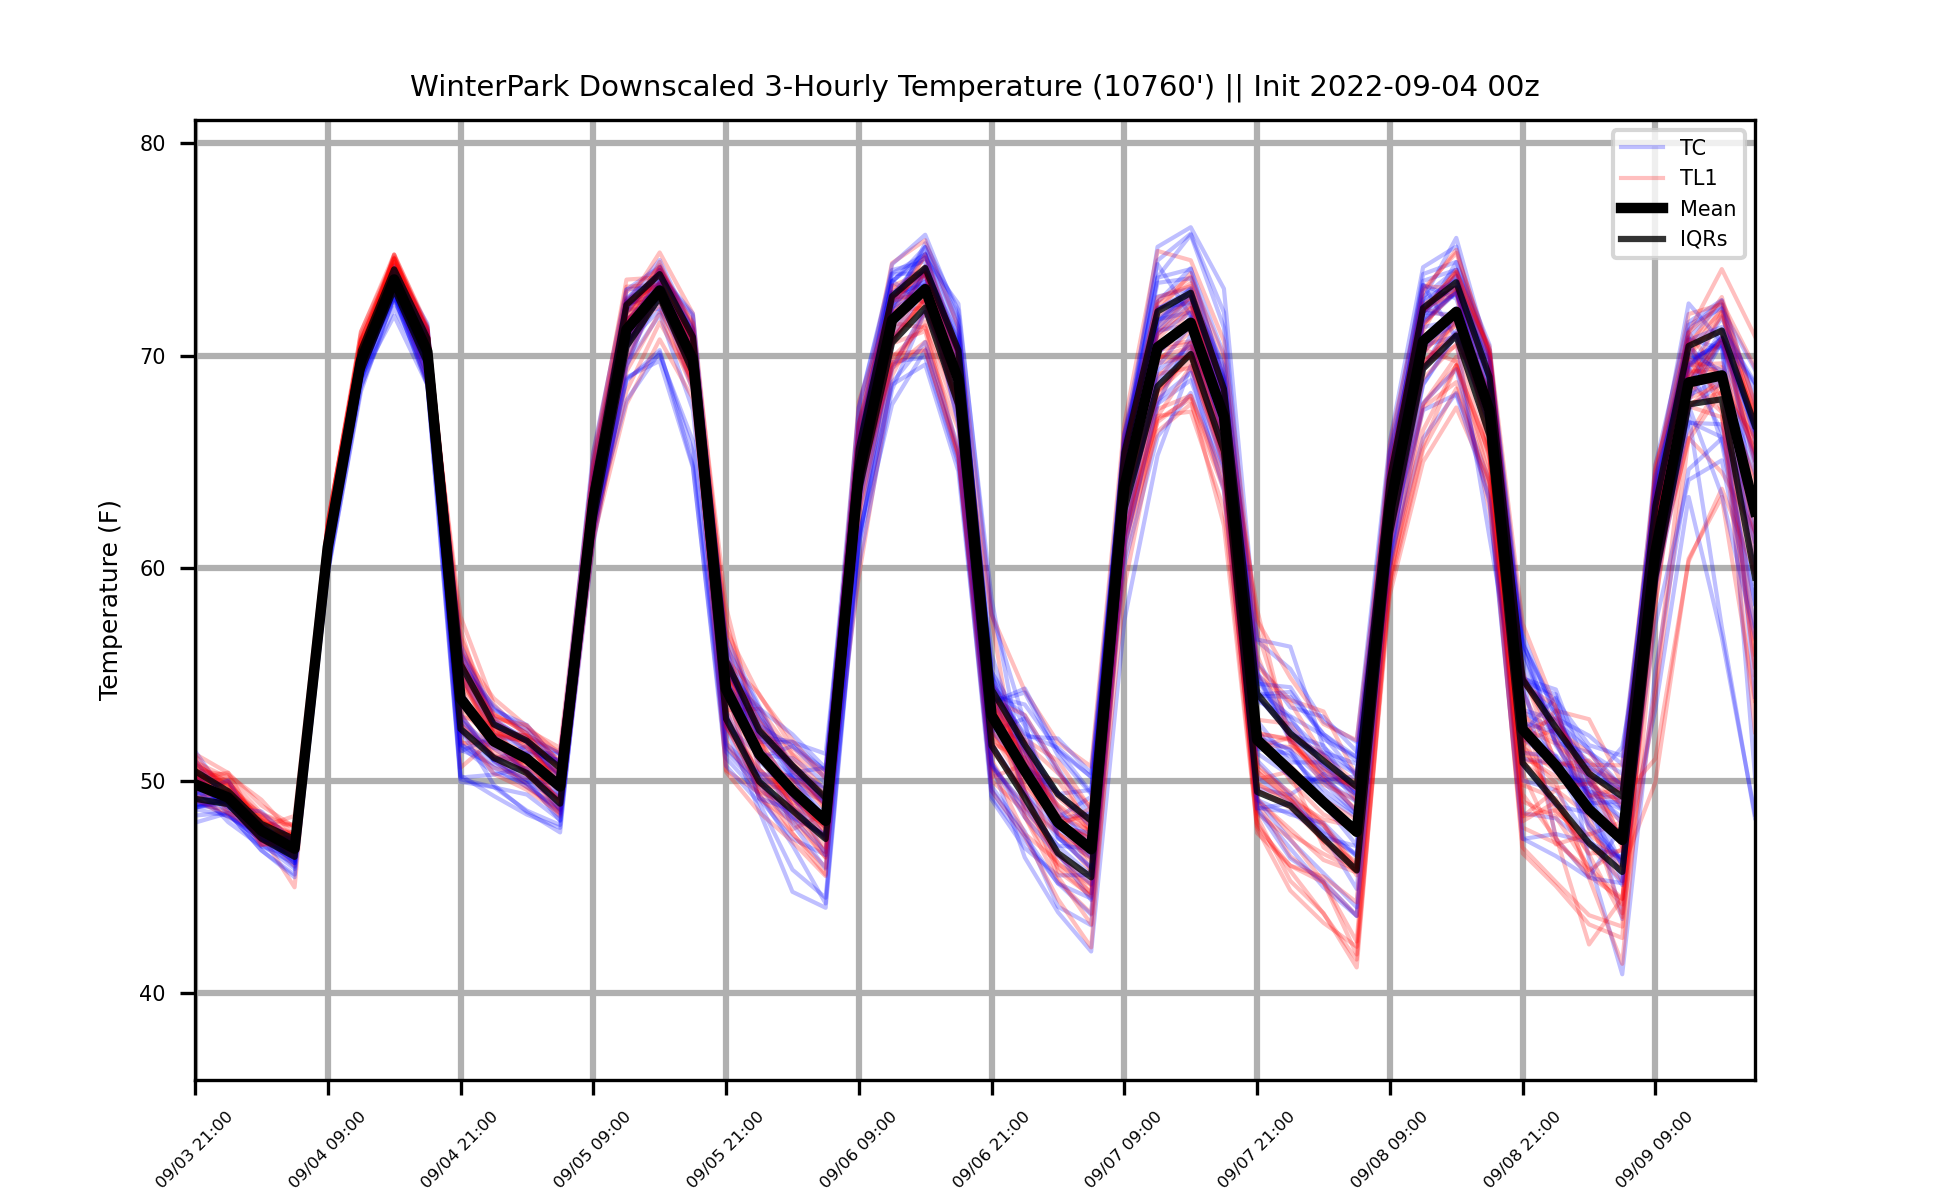 WinterPark Downscaled 3-Hourly Temperature (10760') || Init 2022-09-04 00z
TC
TL1
Mean
IQRs
Temperature (F)
80
70
60
50
40
09/03 21:00
09/04 09:00
09/04 21:00
09/05 09:00
09/05 21:00
09/06 09:00
09/06 21:00
09/07 09:00
09/07 21:00
09/08 09:00
09/08 21:00
09/09 09:00